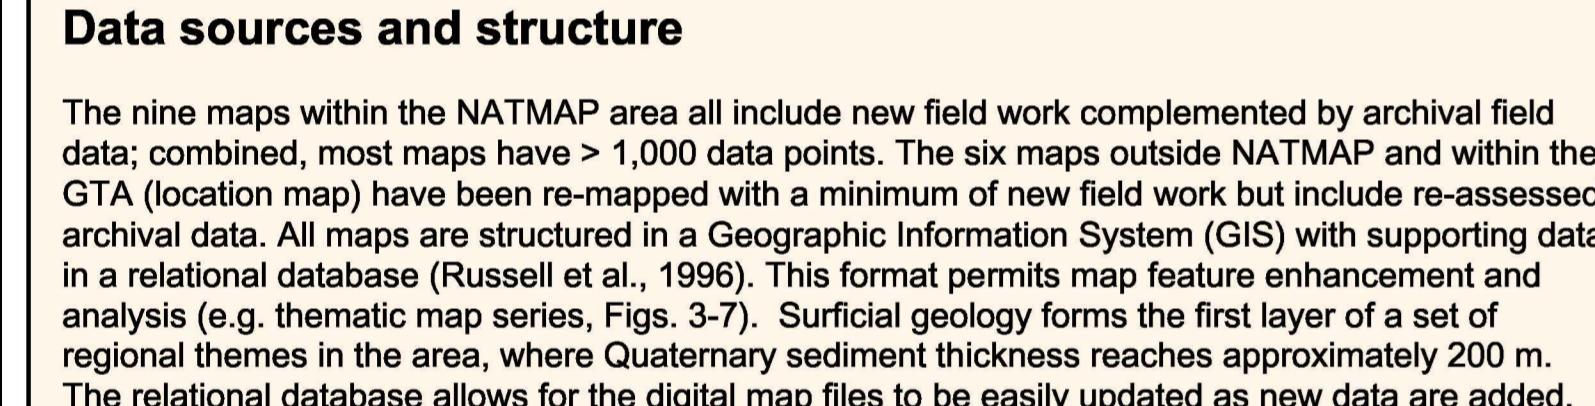 Data sources and structure
The nine maps within the NATMAP area all include new field work complemented by archival field
data; combined, most maps have > 1,000 data points. The six maps outside NATMAP and within the
GTA (location map) have been re-mapped with a minimum of new field work but include re-assessed
archival data. All maps are structured in a Geographic Information System (GIS) with supporting data
in a relational database (Russell et al., 1996). This format permits map feature enhancement and
analysis (e.g. thematic map series, Figs. 3-7).  Surficial geology forms the first layer of a set of
regional themes in the area, where Quaternary sediment thickness reaches approximately 200 m.
The relational database allows for the digital map files to be easily updated as new data are added.